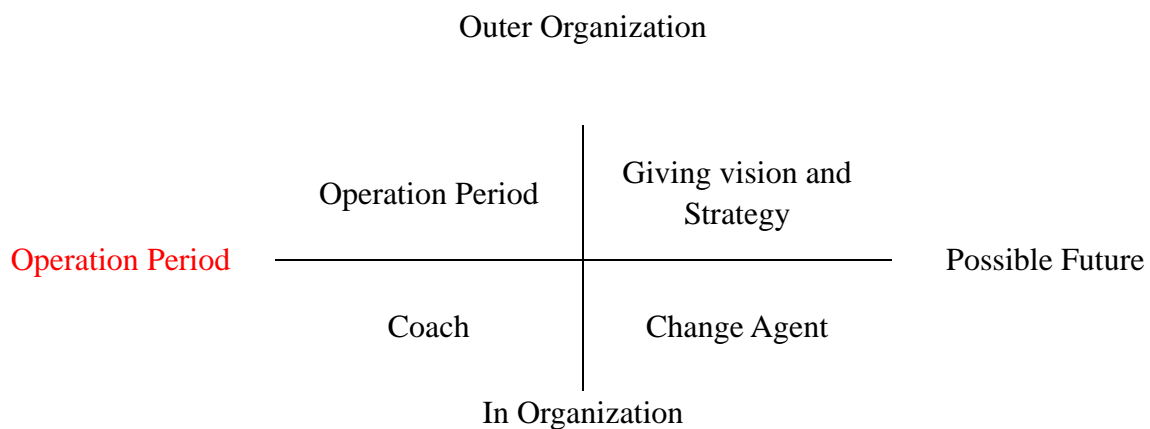 Outer Organization
Operation Period
Giving vision and
Strategy
Operation Period
Possible Future
Coach
Change Agent
In Organization